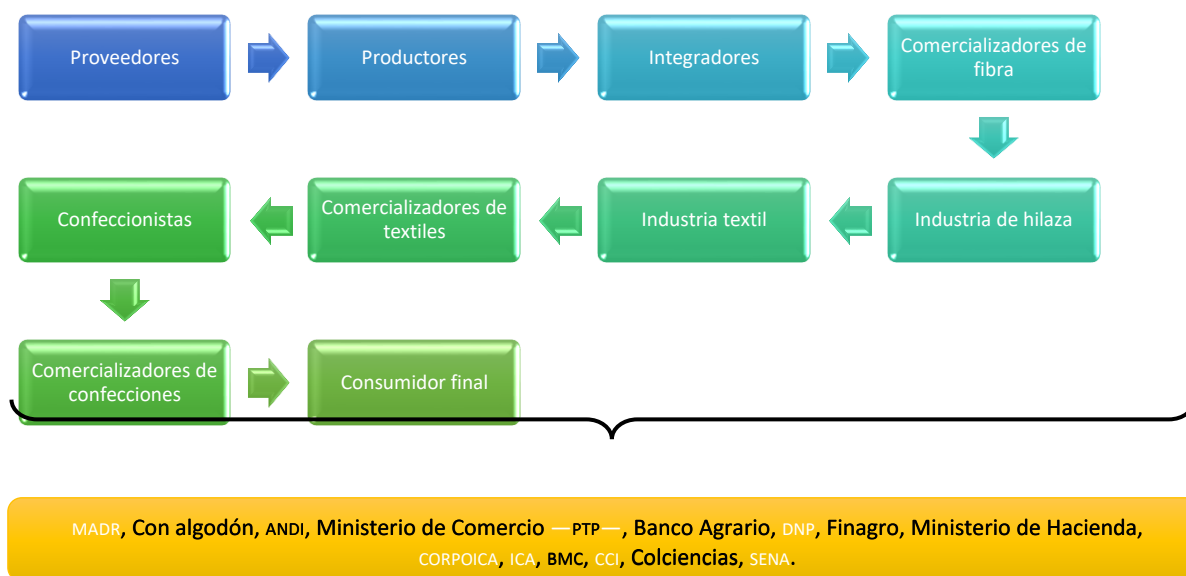 Proveedores
Productores
Integradores
Comercializadores de
fibra
Industria de hilaza
Industria textil
Comercializadores de
textiles
Confeccionistas
Comercializadores de
confecciones
Consumidor final
MADR, Con algodón, ANDI, Ministerio de Comercio —PTP—, Banco Agrario, DNP, Finagro, Ministerio de Hacienda,
CORPOICA, ICA, BMC, CCI, Colciencias, SENA.